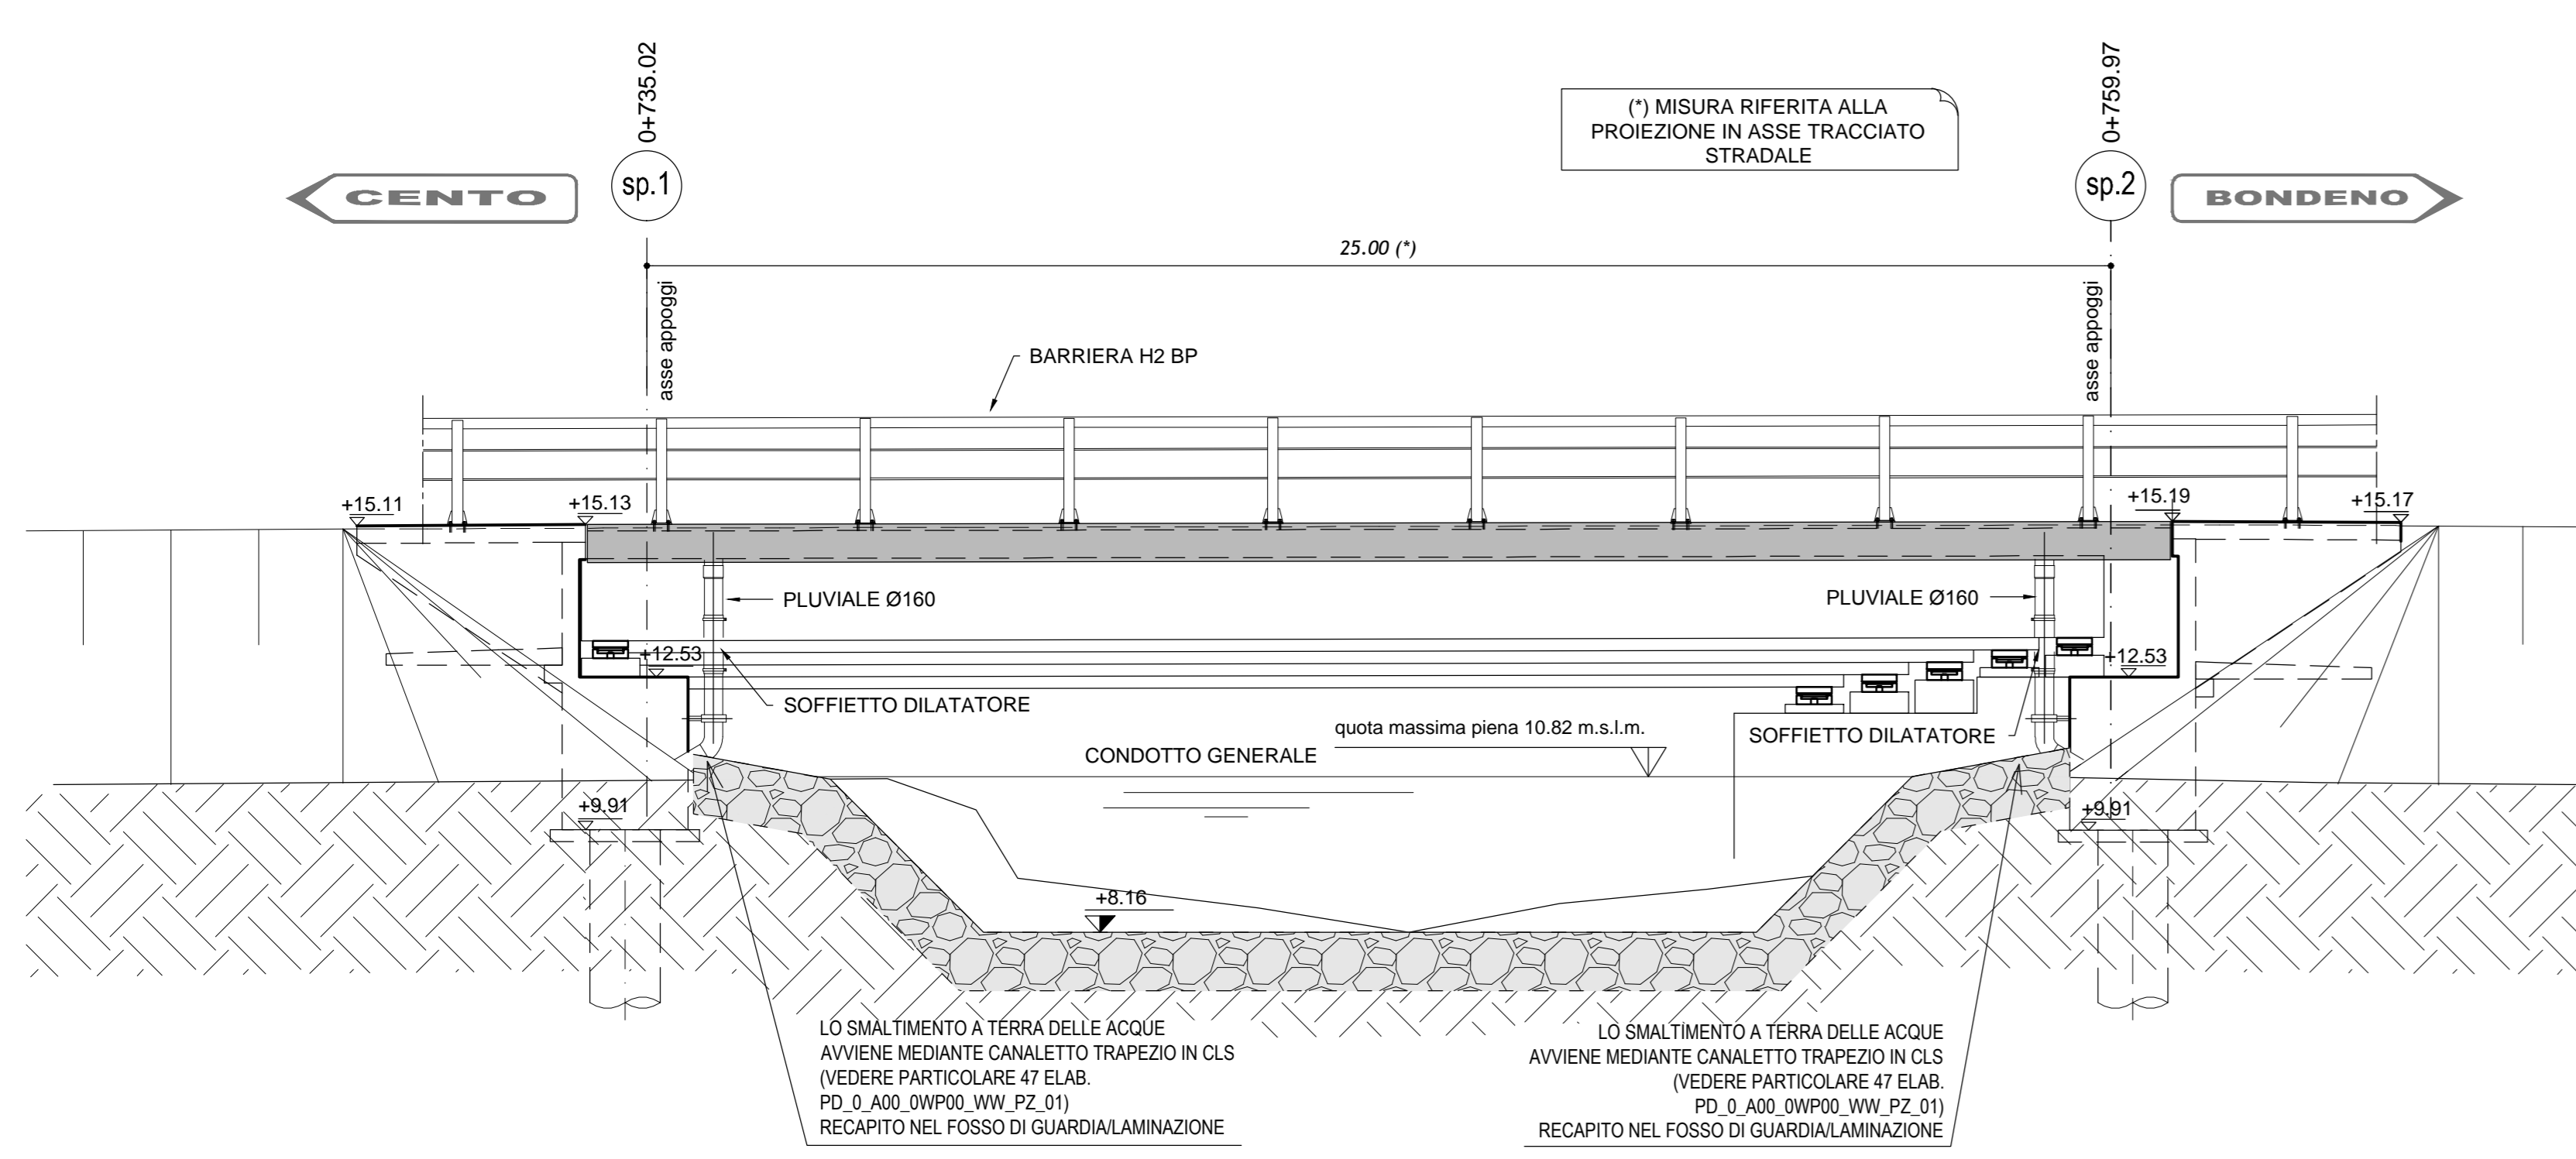 0+735.02
0+759.97
(*) MISURA RIFERITA ALLA
PROIEZIONE IN ASSE TRACCIATO
STRADALE
CENTO
sp.1
sp.2
BONDENO
25.00 (*)
asse appoggi
asse appoggi
BARRIERA H2 BP
+15.11
+15.13
+15.19
+15.17
PLUVIALE Ø160
PLUVIALE Ø160
+12.53
+12.53
SOFFIETTO DILATATORE
SOFFIETTO DILATATORE
quota massima piena 10.82 m.s.l.m.
CONDOTTO GENERALE
+9.91
+9.91
+8.16
LO SMALTIMENTO A TERRA DELLE ACQUE
AVVIENE MEDIANTE CANALETTO TRAPEZIO IN CLS
(VEDERE PARTICOLARE 47 ELAB.
PD_0_A00_0WP00_WW_PZ_01)
RECAPITO NEL FOSSO DI GUARDIA/LAMINAZIONE
LO SMALTIMENTO A TERRA DELLE ACQUE
AVVIENE MEDIANTE CANALETTO TRAPEZIO IN CLS
(VEDERE PARTICOLARE 47 ELAB.
PD_0_A00_0WP00_WW_PZ_01)
RECAPITO NEL FOSSO DI GUARDIA/LAMINAZIONE